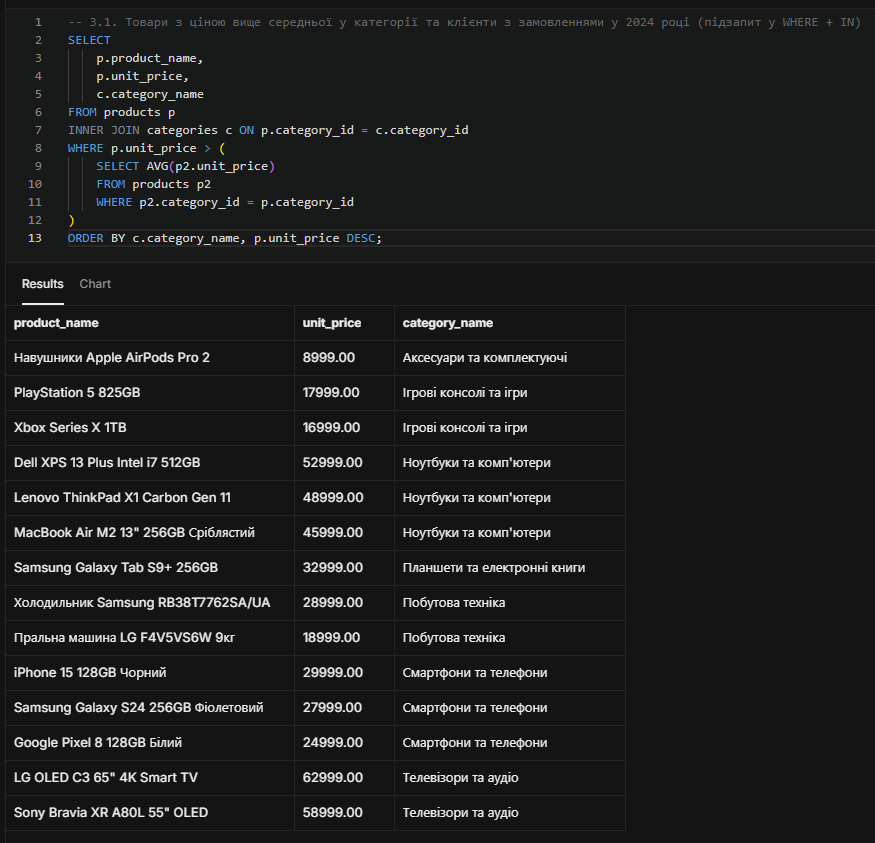 1 -- 3.1. Товари з ціною вище середньої у категорії та клієнти з замовленнями у 2024 році (підзапит у WHERE + IN)
2 SELECT
3 p.product_name,
4 p.unit_price,
5 c.category_name
6 FROM products p
7 INNER JOIN categories c ON p.category_id = c.category_id
8 WHERE p.unit_price > (
9 SELECT AVG(p2.unit_price)
10 FROM products p2
11 WHERE p2.category_id = p.category_id
12 )
13 ORDER BY c.category_name, p.unit_price DESC;
Results Chart
product_name unit_price category_name
Навушники Apple AirPods Pro 2 8999.00 Аксесуари та комплектуючі
PlayStation 5 825GB 17999.00 Ігрові консолі та ігри
Xbox Series X 1TB 16999.00 Ігрові консолі та ігри
Dell XPS 13 Plus Intel i7 512GB 52999.00 Ноутбуки та комп'ютери
Lenovo ThinkPad X1 Carbon Gen 11 48999.00 Ноутбуки та комп'ютери
MacBook Air M2 13" 256GB Сріблястий 45999.00 Ноутбуки та комп'ютери
Samsung Galaxy Tab S9+ 256GB 32999.00 Планшети та електронні книги
Холодильник Samsung RB38T7762SA/UA 28999.00 Побутова техніка
Пральна машина LG F4V5VS6W 9кг 18999.00 Побутова техніка
iPhone 15 128GB Чорний 29999.00 Смартфони та телефони
Samsung Galaxy S24 256GB Фіолетовий 27999.00 Смартфони та телефони
Google Pixel 8 128GB Білий 24999.00 Смартфони та телефони
LG OLED C3 65" 4K Smart TV 62999.00 Телевізори та аудіо
Sony Bravia XR A80L 55" OLED 58999.00 Телевізори та аудіо